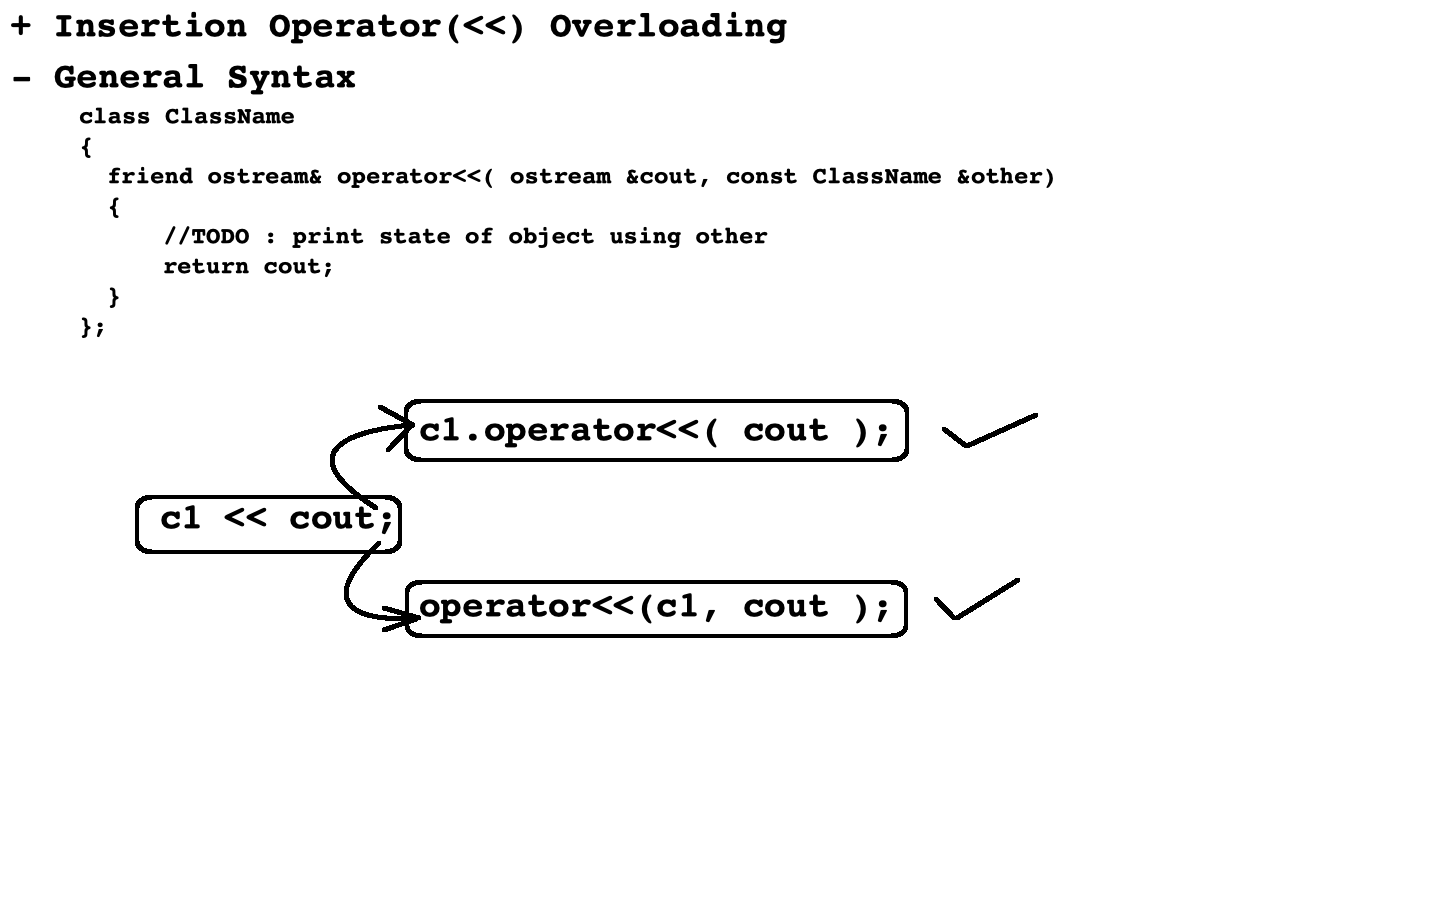 + Insertion Operator(<<) Overloading
- General Syntax
class ClassName
{
friend ostream& operator<<( ostream &cout, const ClassName &other)
{
//TODO : print state of object using other
return cout;
}
};
c1.operator<<( cout );
c1 << cout;
operator<<(c1, cout );